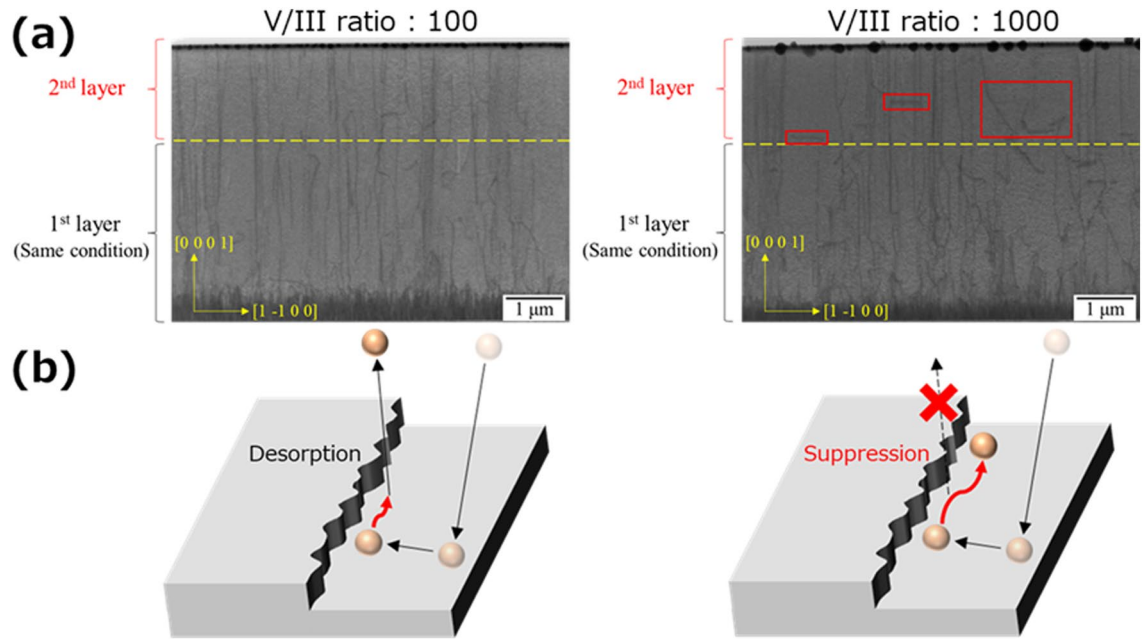 (a)
V/III ratio : 100
V/III ratio : 1000
2nd layer
1st layer
(Same condition)
[0 0 0 1]
[1 -1 0 0]
1 μm
2nd layer
1st layer
(Same condition)
[0 0 0 1]
[1 -1 0 0]
1 μm
(b)
Desorption
Suppression